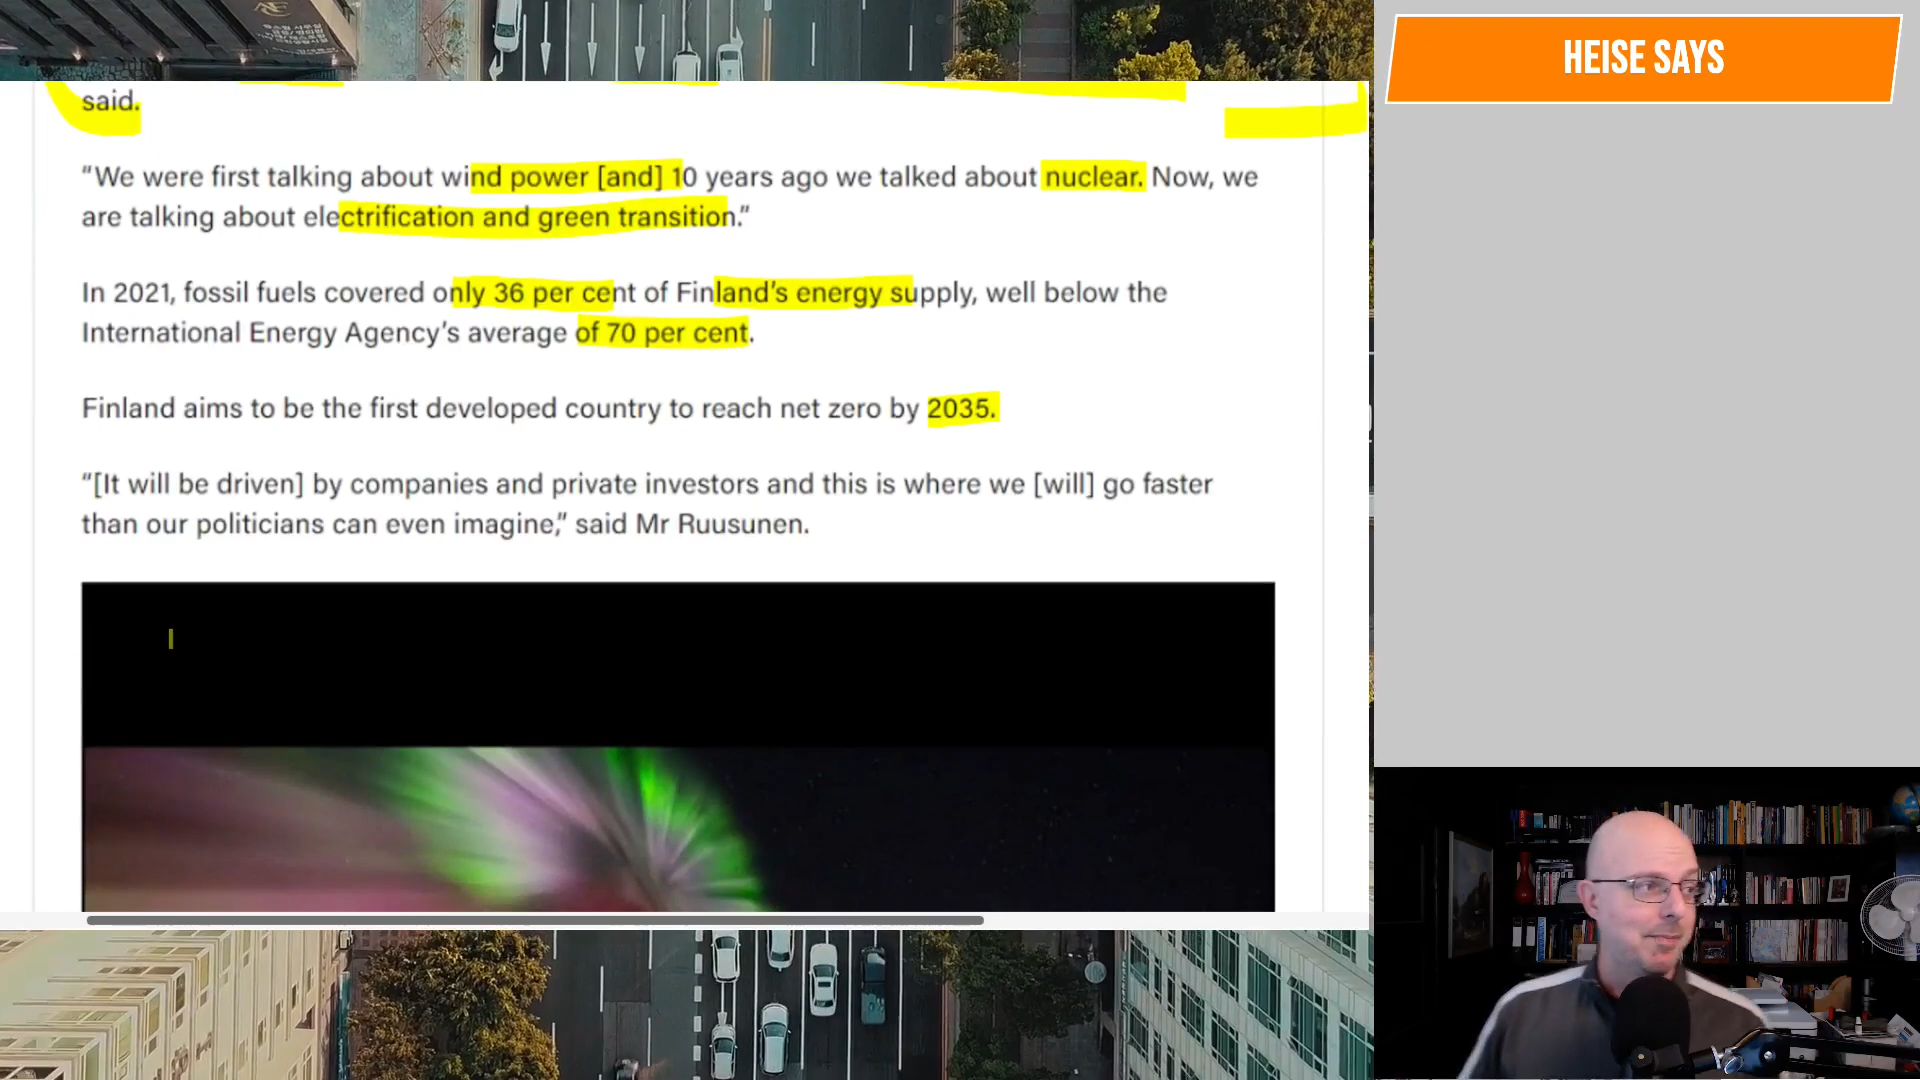 HEISE SAYS
said.
“We were first talking about wind power [and] 10 years ago we talked about nuclear. Now, we
are talking about electrification and green transition.”
In 2021, fossil fuels covered only 36 per cent of Finland’s energy supply, well below the
International Energy Agency’s average of 70 per cent.
Finland aims to be the first developed country to reach net zero by 2035.
“[It will be driven] by companies and private investors and this is where we [will] go faster
than our politicians can even imagine,” said Mr Ruusunen.